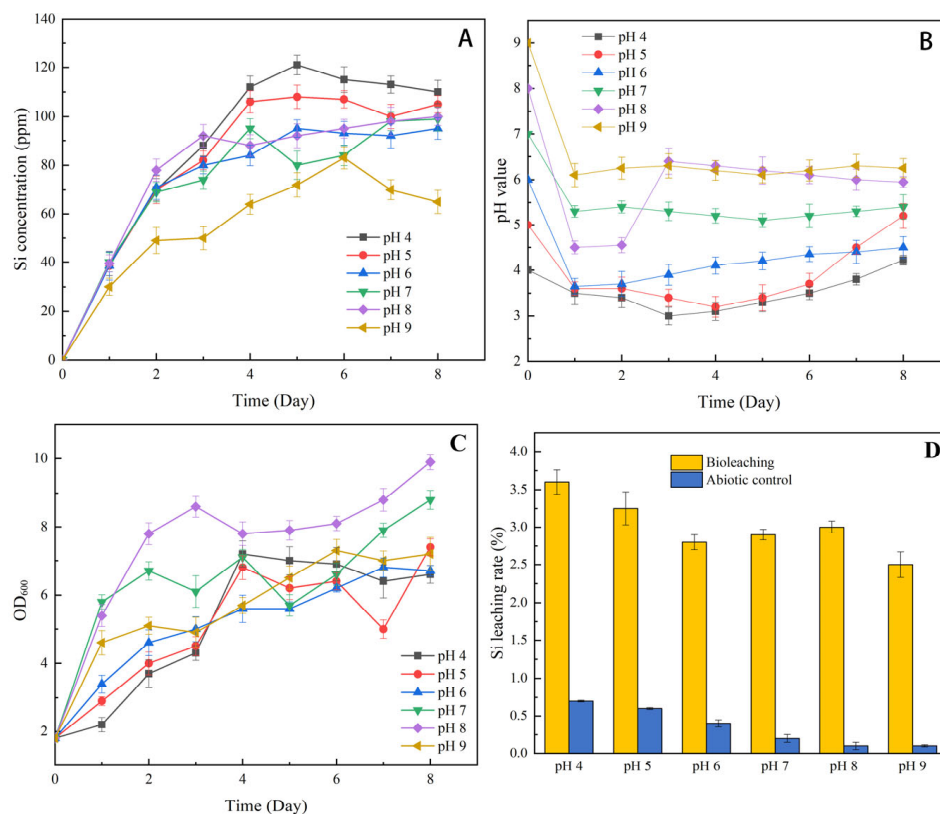 A
Si concentration (ppm)
140
120
100
80
60
40
20
0
0 2 4 6 8
Time (Day)
pH 4
pH 5
pH 6
pH 7
pH 8
pH 9
B
pH value
9
8
7
6
5
4
3
2
0 2 4 6 8
Time (Day)
pH 4
pH 5
pII 6
pH 7
pH 8
pH 9
C
OD600
10
8
6
4
2
0 2 4 6 8
Time (Day)
pH 4
pH 5
pH 6
pH 7
pH 8
pH 9
D
Si leaching rate (%)
4.0
3.5
3.0
2.5
2.0
1.5
1.0
0.5
0.0
Bioleaching
Abiotic control
pH 4 pH 5 pH 6 pH 7 pH 8 pH 9